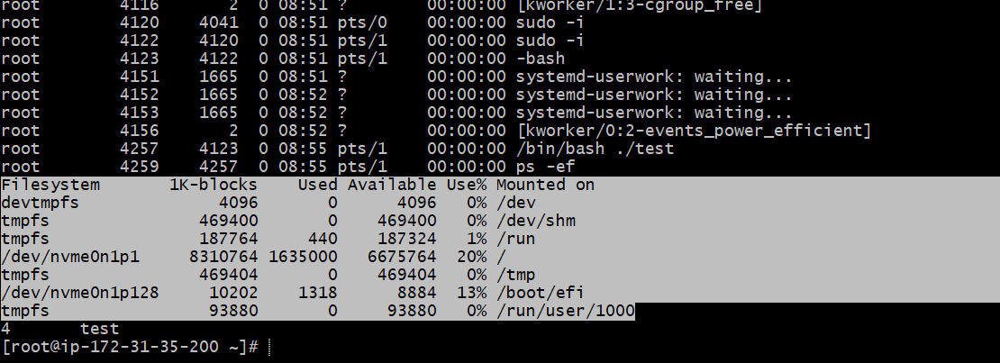 root        4116       2  0 08:51 ?        00:00:00 [kworker/1:3-cgroup_free]
root        4120    4041  0 08:51 pts/0    00:00:00 sudo -i
root        4122    4120  0 08:51 pts/1    00:00:00 sudo -i
root        4123    4122  0 08:51 pts/1    00:00:00 -bash
root        4151    1665  0 08:51 ?        00:00:00 systemd-userwork: waiting...
root        4152    1665  0 08:52 ?        00:00:00 systemd-userwork: waiting...
root        4153    1665  0 08:52 ?        00:00:00 systemd-userwork: waiting...
root        4156       2  0 08:52 ?        00:00:00 [kworker/0:2-events_power_efficient]
root        4257    4123  0 08:55 pts/1    00:00:00 /bin/bash ./test
root        4259    4257  0 08:55 pts/1    00:00:00 ps -ef
Filesystem       1K-blocks    Used Available Use% Mounted on
devtmpfs              4096       0      4096   0% /dev
tmpfs               469400       0    469400   0% /dev/shm
tmpfs               187764     440    187324   1% /run
/dev/nvme0n1p1     8310764 1635000   6675764  20% /
tmpfs               469404       0    469404   0% /tmp
/dev/nvme0n1p128     10202    1318      8884  13% /boot/efi
tmpfs                93880       0     93880   0% /run/user/1000
4       test
[root@ip-172-31-35-200 ~]#